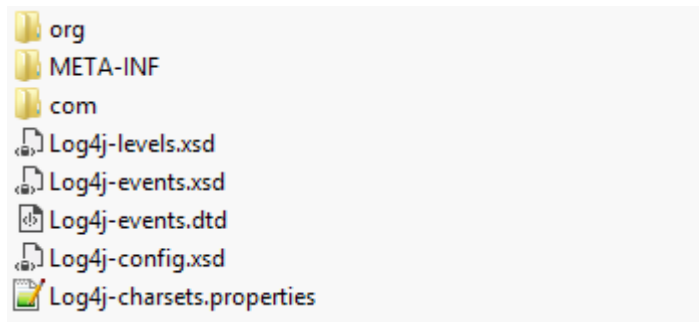 org
META-INF
com
Log4j-levels.xsd
Log4j-events.xsd
Log4j-events.dtd
Log4j-config.xsd
Log4j-charsets.properties